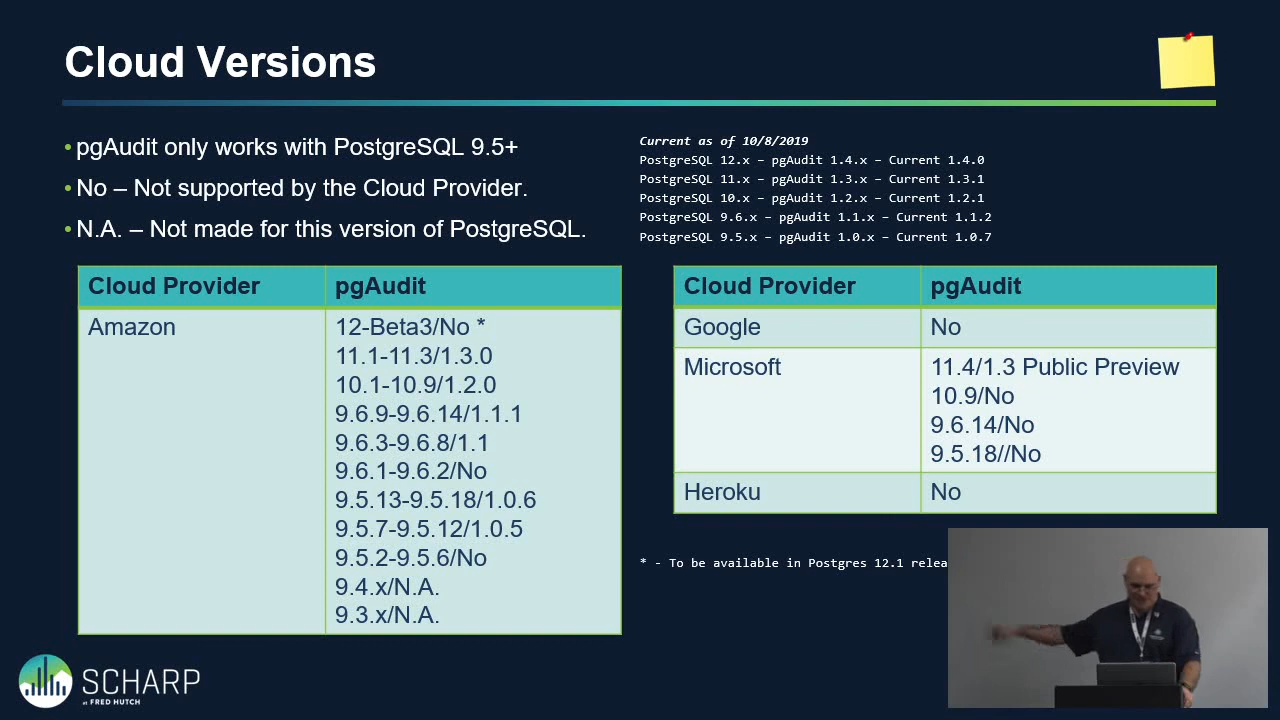 Cloud Versions
• pgAudit only works with PostgreSQL 9.5+
• No – Not supported by the Cloud Provider.
• N.A. – Not made for this version of PostgreSQL.
Current as of 10/8/2019
PostgreSQL 12.x – pgAudit 1.4.x – Current 1.4.0
PostgreSQL 11.x – pgAudit 1.3.x – Current 1.3.1
PostgreSQL 10.x – pgAudit 1.2.x – Current 1.2.1
PostgreSQL 9.6.x – pgAudit 1.1.x – Current 1.1.2
PostgreSQL 9.5.x – pgAudit 1.0.x – Current 1.0.7
Cloud Provider pgAudit
Amazon 12-Beta3/No *
11.1-11.3/1.3.0
10.1-10.9/1.2.0
9.6.9-9.6.14/1.1.1
9.6.3-9.6.8/1.1
9.6.1-9.6.2/No
9.5.13-9.5.18/1.0.6
9.5.7-9.5.12/1.0.5
9.5.2-9.5.6/No
9.4.x/N.A.
9.3.x/N.A.
Cloud Provider pgAudit
Google No
Microsoft 11.4/1.3 Public Preview
10.9/No
9.6.14/No
9.5.18//No
Heroku No
* - To be available in Postgres 12.1
SCHARP
at FRED HUTCH